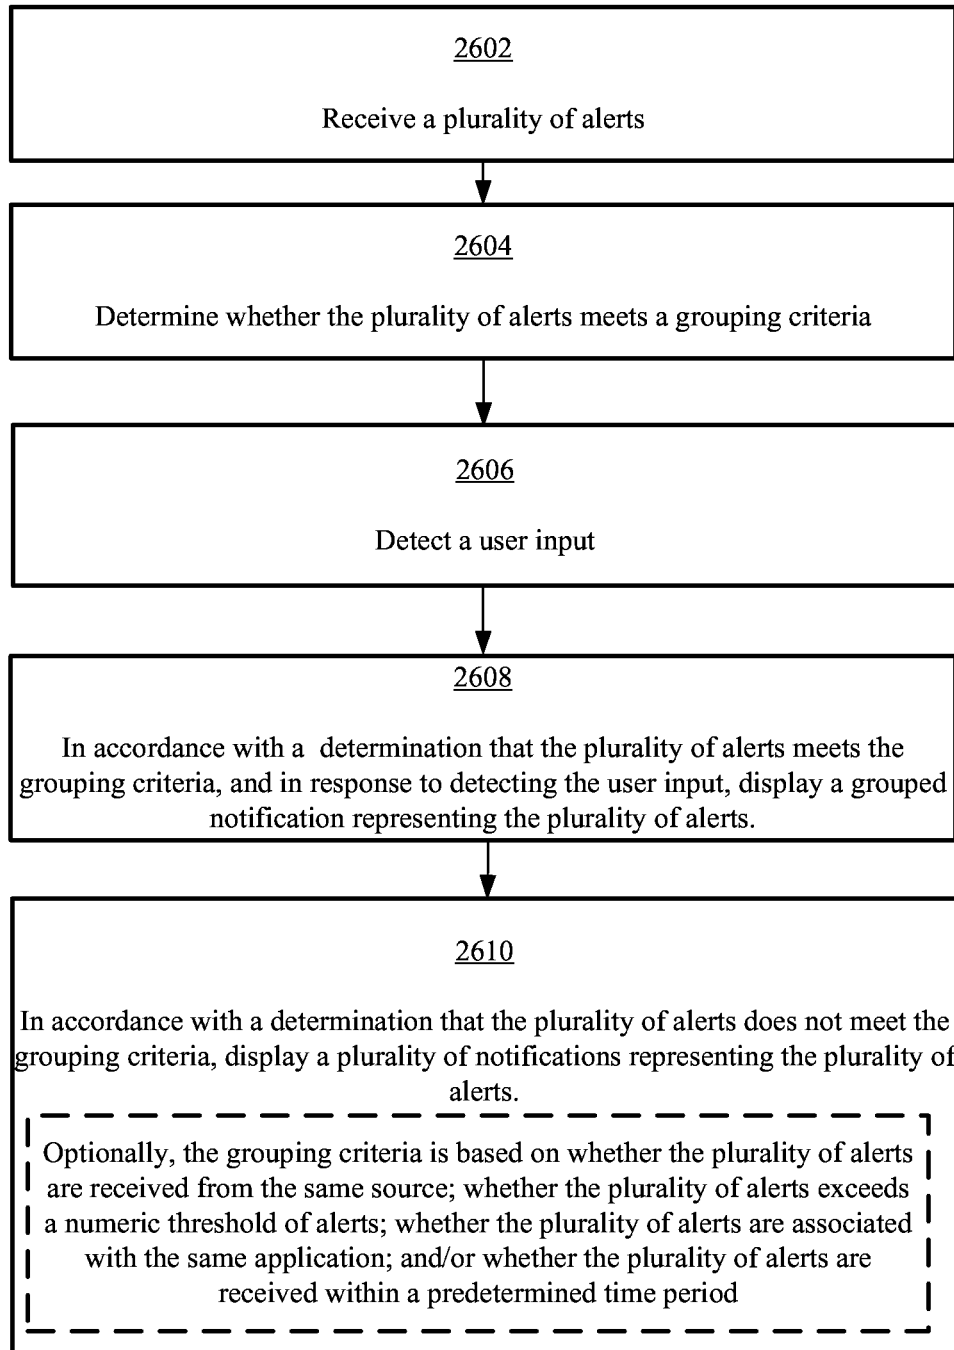 2602
Receive a plurality of alerts
2604
Determine whether the plurality of alerts meets a grouping criteria
2606
Detect a user input
2608
In accordance with a determination that the plurality of alerts meets the
grouping criteria, and in response to detecting the user input, display a grouped
notification representing the plurality of alerts.
2610
In accordance with a determination that the plurality of alerts does not meet the
grouping criteria, display a plurality of notifications representing the plurality of
alerts.
Optionally, the grouping criteria is based on whether the plurality of alerts
are received from the same source; whether the plurality of alerts exceeds
a numeric threshold of alerts; whether the plurality of alerts are associated
with the same application; and/or whether the plurality of alerts are
received within a predetermined time period